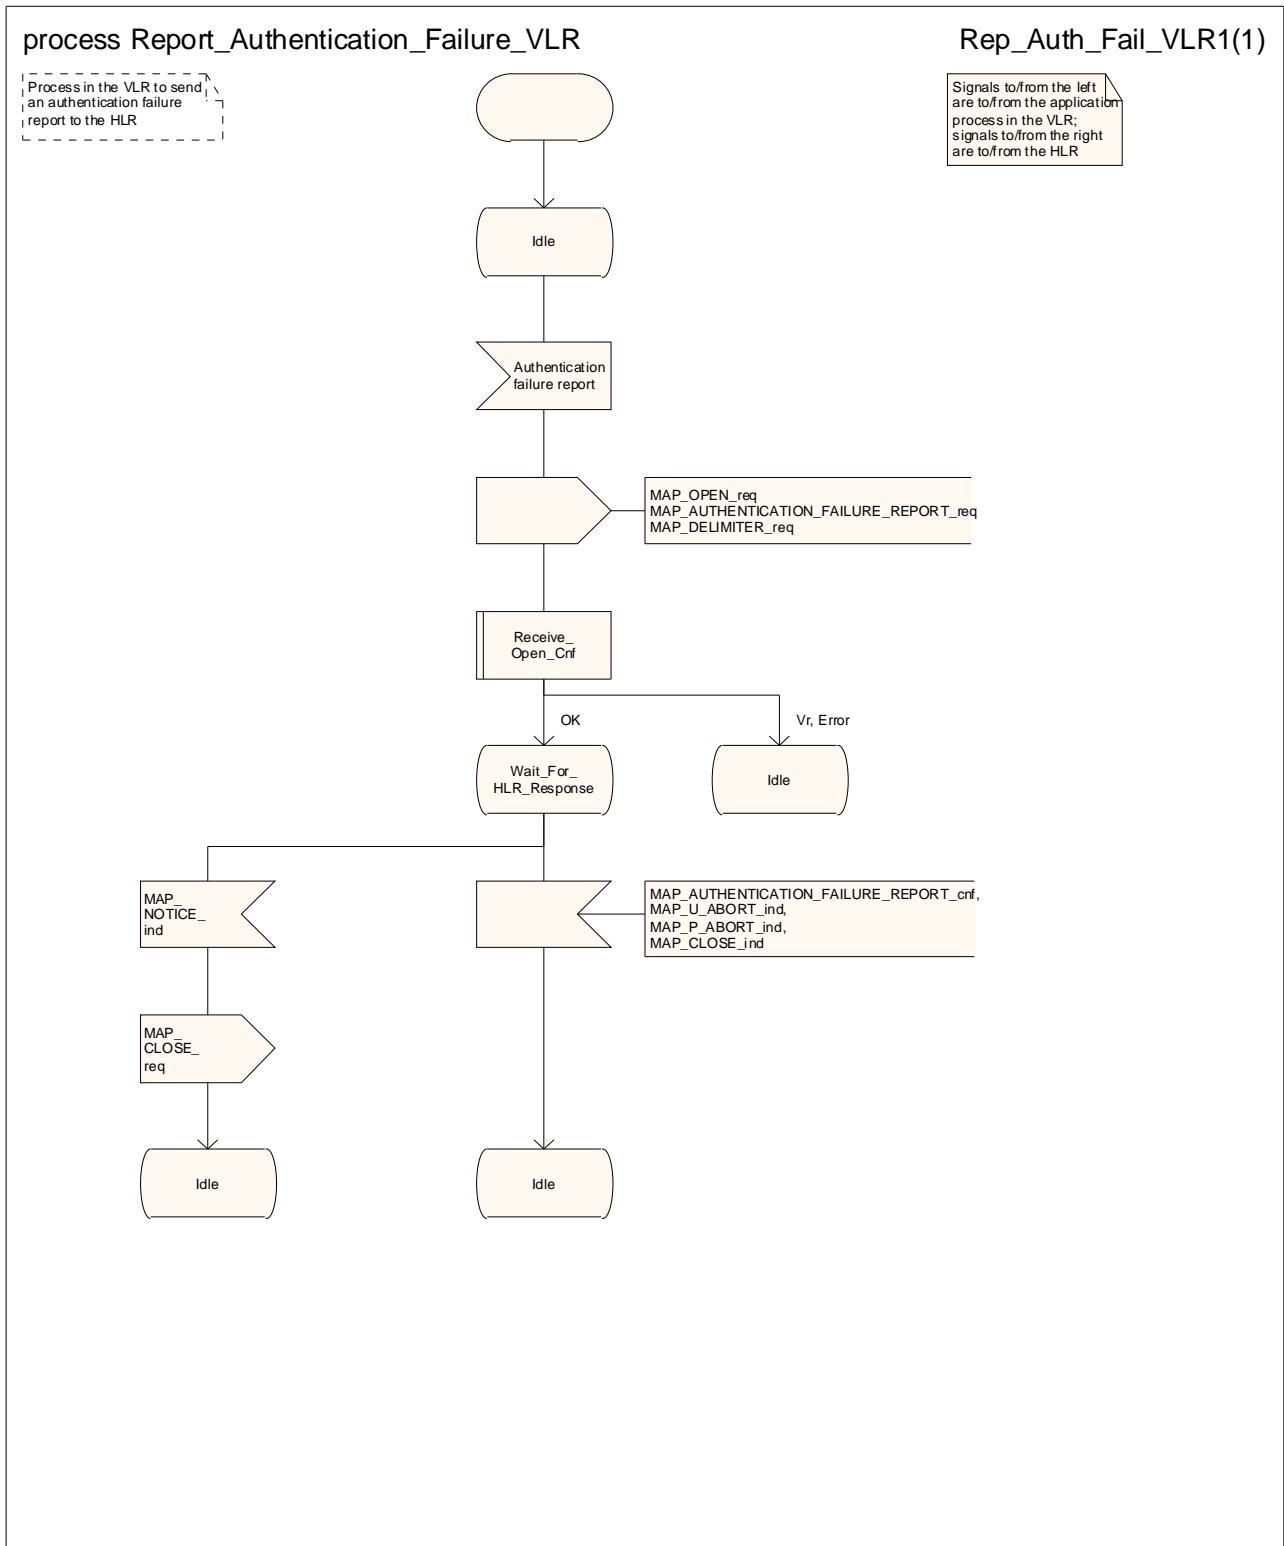 process Report_Authentication_Failure_VLR
Rep_Auth_Fail_VLR1(1)
Process in the VLR to send
an authentication failure
report to the HLR
Signals to/from the left
are to/from the application
process in the VLR;
signals to/from the right
are to/from the HLR
Idle
Authentication
failure report
MAP_OPEN_req
MAP_AUTHENTICATION_FAILURE_REPORT_req
MAP_DELIMITER_req
Receive_
Open_Cnf
OK
Vr, Error
Wait_For_
HLR_Response
Idle
MAP_
NOTICE_
ind
MAP_AUTHENTICATION_FAILURE_REPORT_cnf,
MAP_U_ABORT_ind,
MAP_P_ABORT_ind,
MAP_CLOSE_ind
MAP_
CLOSE_
req
Idle
Idle